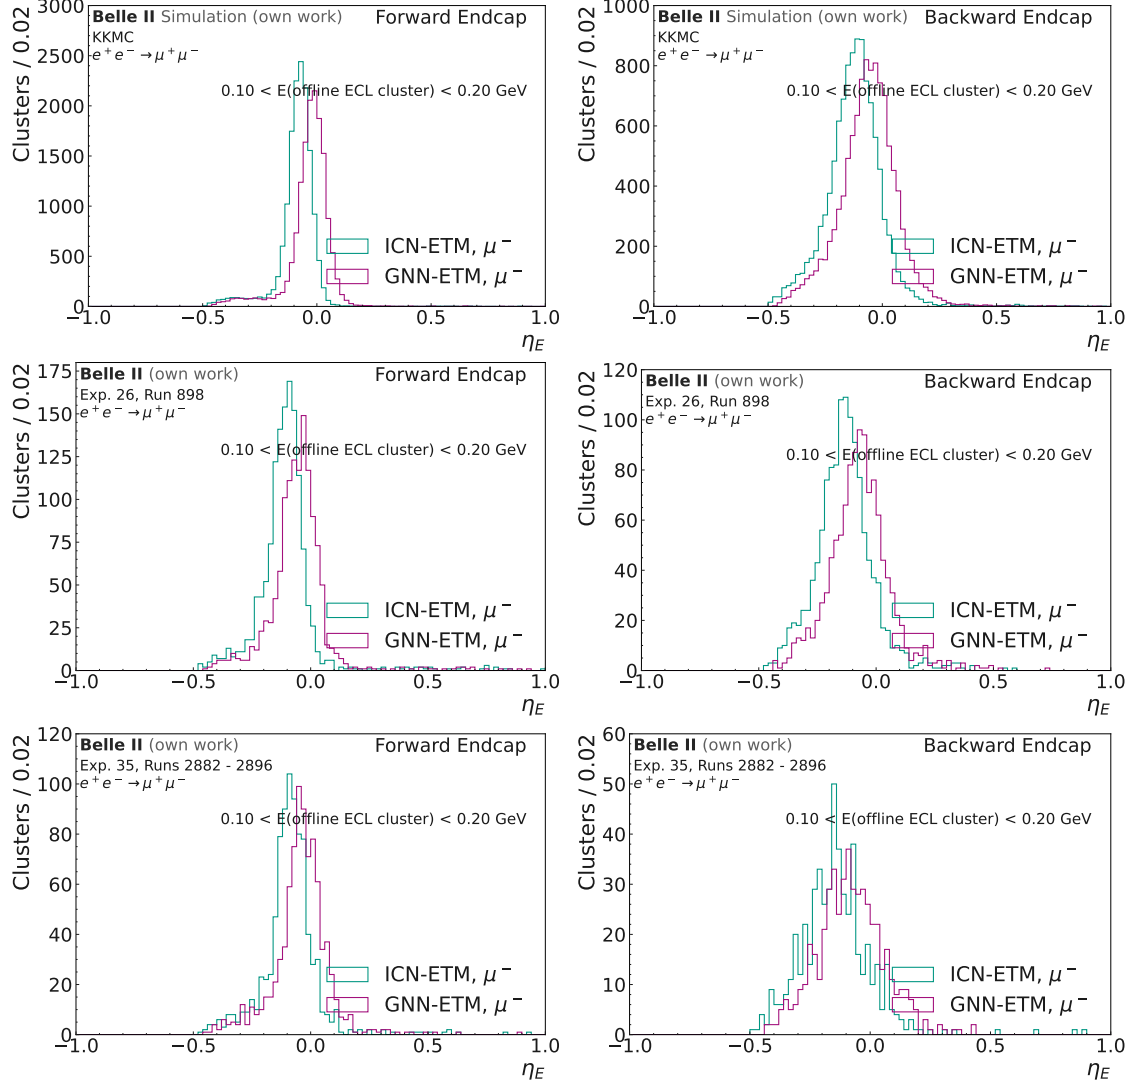 Belle II Simulation (own work)
Forward Endcap
KKMC
e⁺e⁻→μ⁺μ⁻
0.10 < E(offline ECL cluster) < 0.20 GeV
ICN-ETM, μ⁻
GNN-ETM, μ⁻
Clusters / 0.02
3000
2500
2000
1500
1000
500
0
−1.0 −0.5 0.0 0.5 1.0
η_E
Belle II Simulation (own work)
Backward Endcap
KKMC
e⁺e⁻→μ⁺μ⁻
0.10 < E(offline ECL cluster) < 0.20 GeV
ICN-ETM, μ⁻
GNN-ETM, μ⁻
Clusters / 0.02
1000
800
600
400
200
0
−1.0 −0.5 0.0 0.5 1.0
η_E
Belle II (own work)
Forward Endcap
Exp. 26, Run 898
e⁺e⁻→μ⁺μ⁻
0.10 < E(offline ECL cluster) < 0.20 GeV
ICN-ETM, μ⁻
GNN-ETM, μ⁻
Clusters / 0.02
175
150
125
100
75
50
25
0
−1.0 −0.5 0.0 0.5 1.0
η_E
Belle II (own work)
Backward Endcap
Exp. 26, Run 898
e⁺e⁻→μ⁺μ⁻
0.10 < E(offline ECL cluster) < 0.20 GeV
ICN-ETM, μ⁻
GNN-ETM, μ⁻
Clusters / 0.02
120
100
80
60
40
20
0
−1.0 −0.5 0.0 0.5 1.0
η_E
Belle II (own work)
Forward Endcap
Exp. 35, Runs 2882 - 2896
e⁺e⁻→μ⁺μ⁻
0.10 < E(offline ECL cluster) < 0.20 GeV
ICN-ETM, μ⁻
GNN-ETM, μ⁻
Clusters / 0.02
120
100
80
60
40
20
0
−1.0 −0.5 0.0 0.5 1.0
η_E
Belle II (own work)
Backward Endcap
Exp. 35, Runs 2882 - 2896
e⁺e⁻→μ⁺μ⁻
0.10 < E(offline ECL cluster) < 0.20 GeV
ICN-ETM, μ⁻
GNN-ETM, μ⁻
Clusters / 0.02
60
50
40
30
20
10
0
−1.0 −0.5 0.0 0.5 1.0
η_E